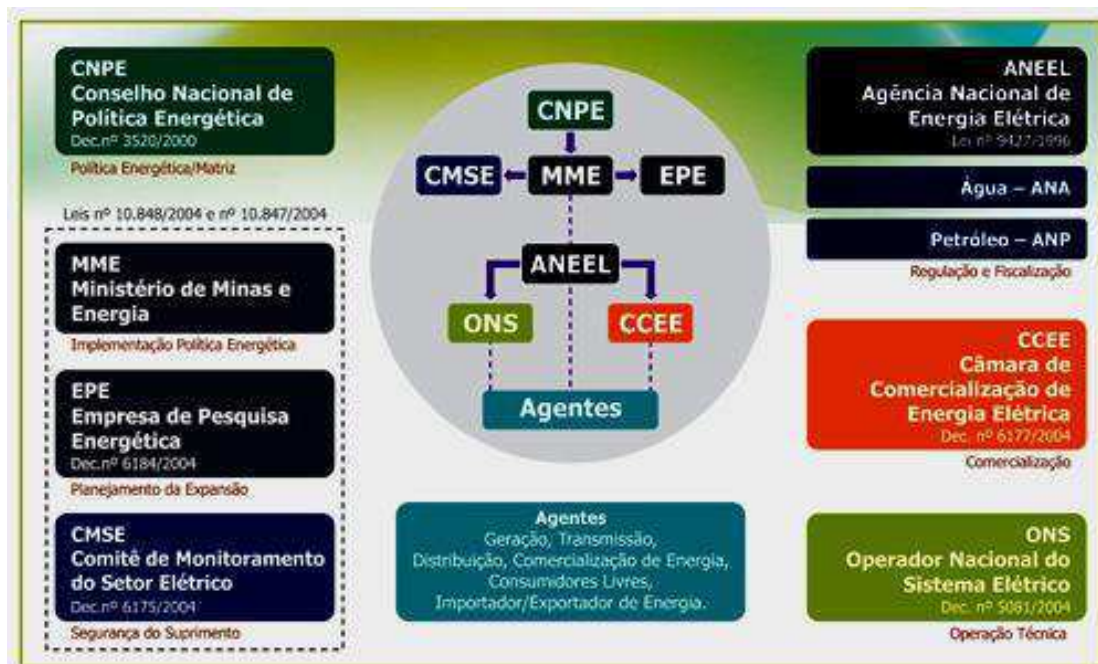 CNPE
Conselho Nacional de
Política Energética
Dec.nº 3520/2000
Política Energética/Matriz
Leis nº 10.848/2004 e nº 10.847/2004
MME
Ministério de Minas e
Energia
Implementação Política Energética
EPE
Empresa de Pesquisa
Energética
Dec.nº 6184/2004
Planejamento da Expansão
CMSE
Comitê de Monitoramento
do Setor Elétrico
Dec.nº 6175/2004
Segurança do Suprimento
CNPE
CMSE
MME
EPE
ANEEL
ONS
CCEE
Agentes
Agentes
Geração, Transmissão,
Distribuição, Comercialização de Energia,
Consumidores Livres,
Importador/Exportador de Energia.
ANEEL
Agência Nacional de
Energia Elétrica
Lei nº 9427/1996
Água – ANA
Petróleo – ANP
Regulação e Fiscalização
CCEE
Câmara de
Comercialização de
Energia Elétrica
Dec. nº 6177/2004
Comercialização
ONS
Operador Nacional do
Sistema Elétrico
Dec. nº 5081/2004
Operação Técnica